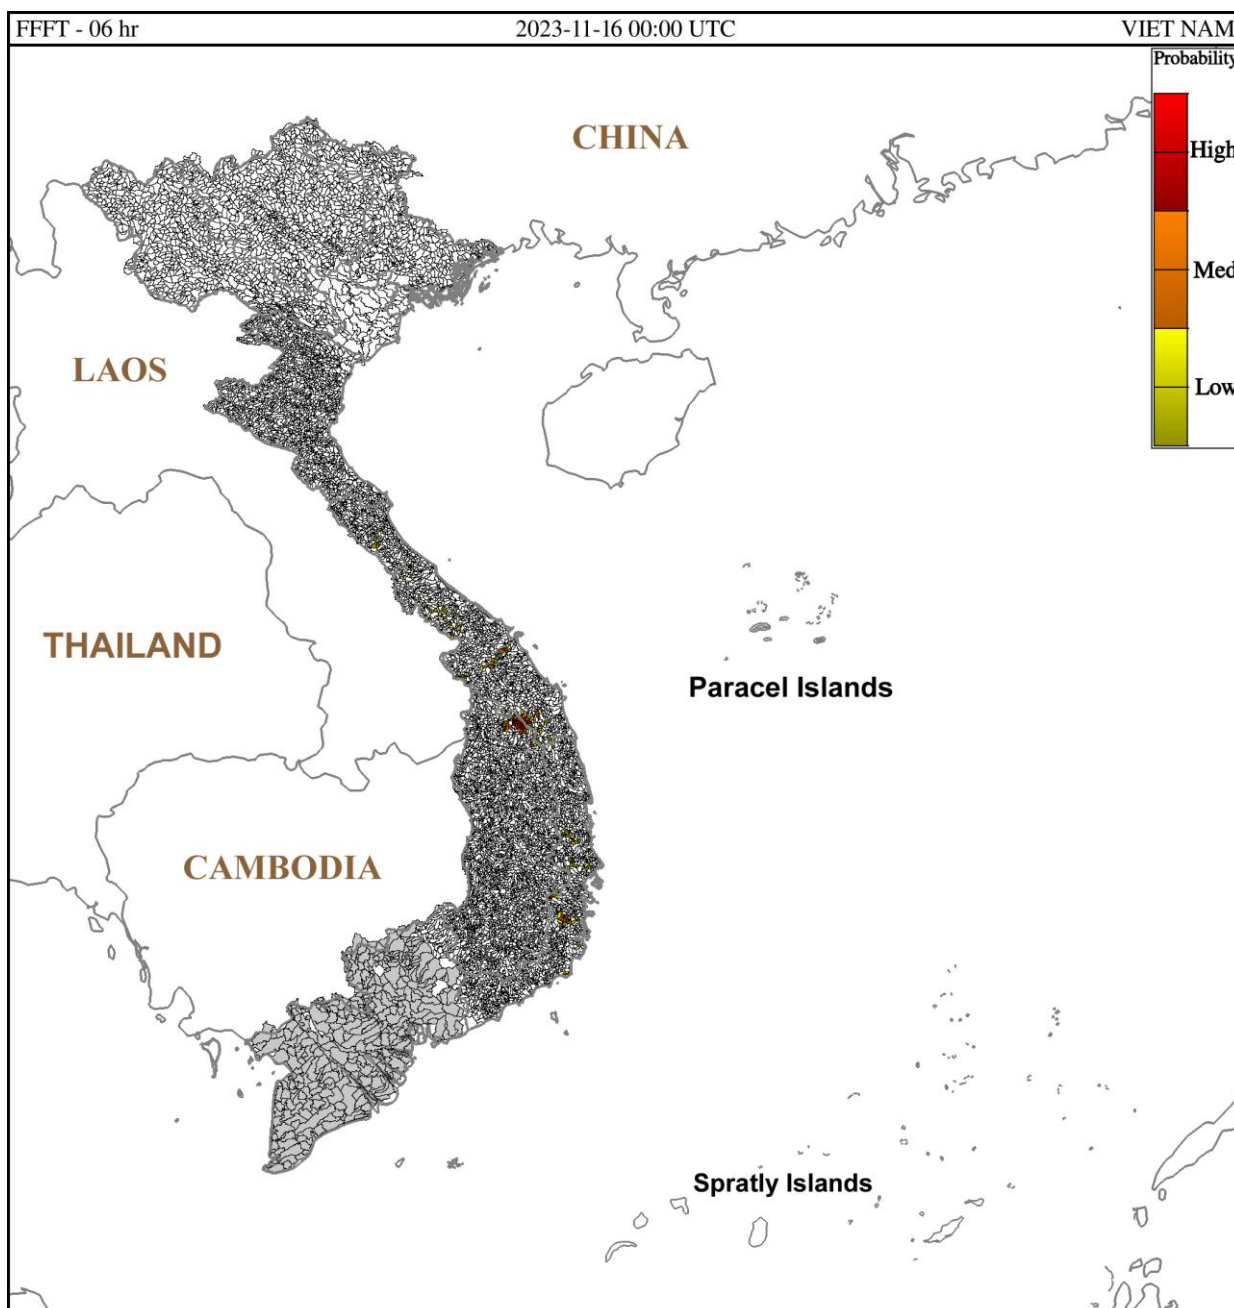 FFFT - 06 hr
2023-11-16 00:00 UTC
VIET NAM
Probability
CHINA
High
Med
LAOS
Low
THAILAND
Paracel Islands
CAMBODIA
Spratly Islands